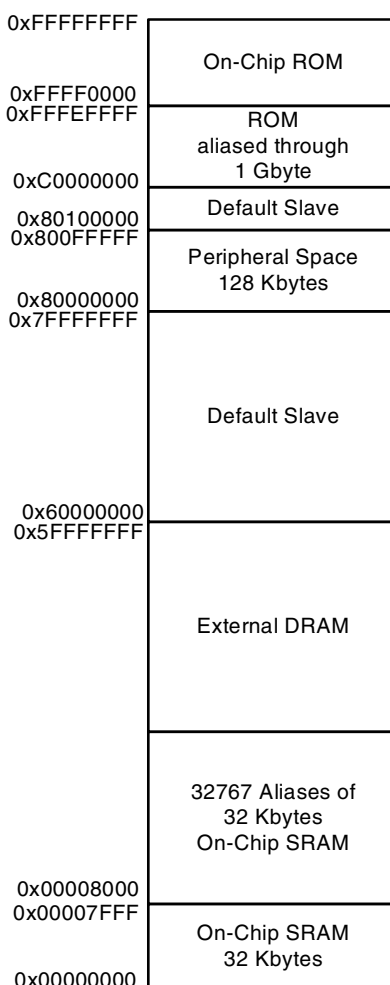 0xFFFFFFFF
On-Chip ROM
0xFFFF0000
0xFFFEFFFF
ROM
aliased through
1 Gbyte
0xC0000000
Default Slave
0x80100000
0x800FFFFF
Peripheral Space
128 Kbytes
0x80000000
0x7FFFFFFF
Default Slave
0x60000000
0x5FFFFFFF
External DRAM
32767 Aliases of
32 Kbytes
On-Chip SRAM
0x00008000
0x00007FFF
On-Chip SRAM
32 Kbytes
0x00000000